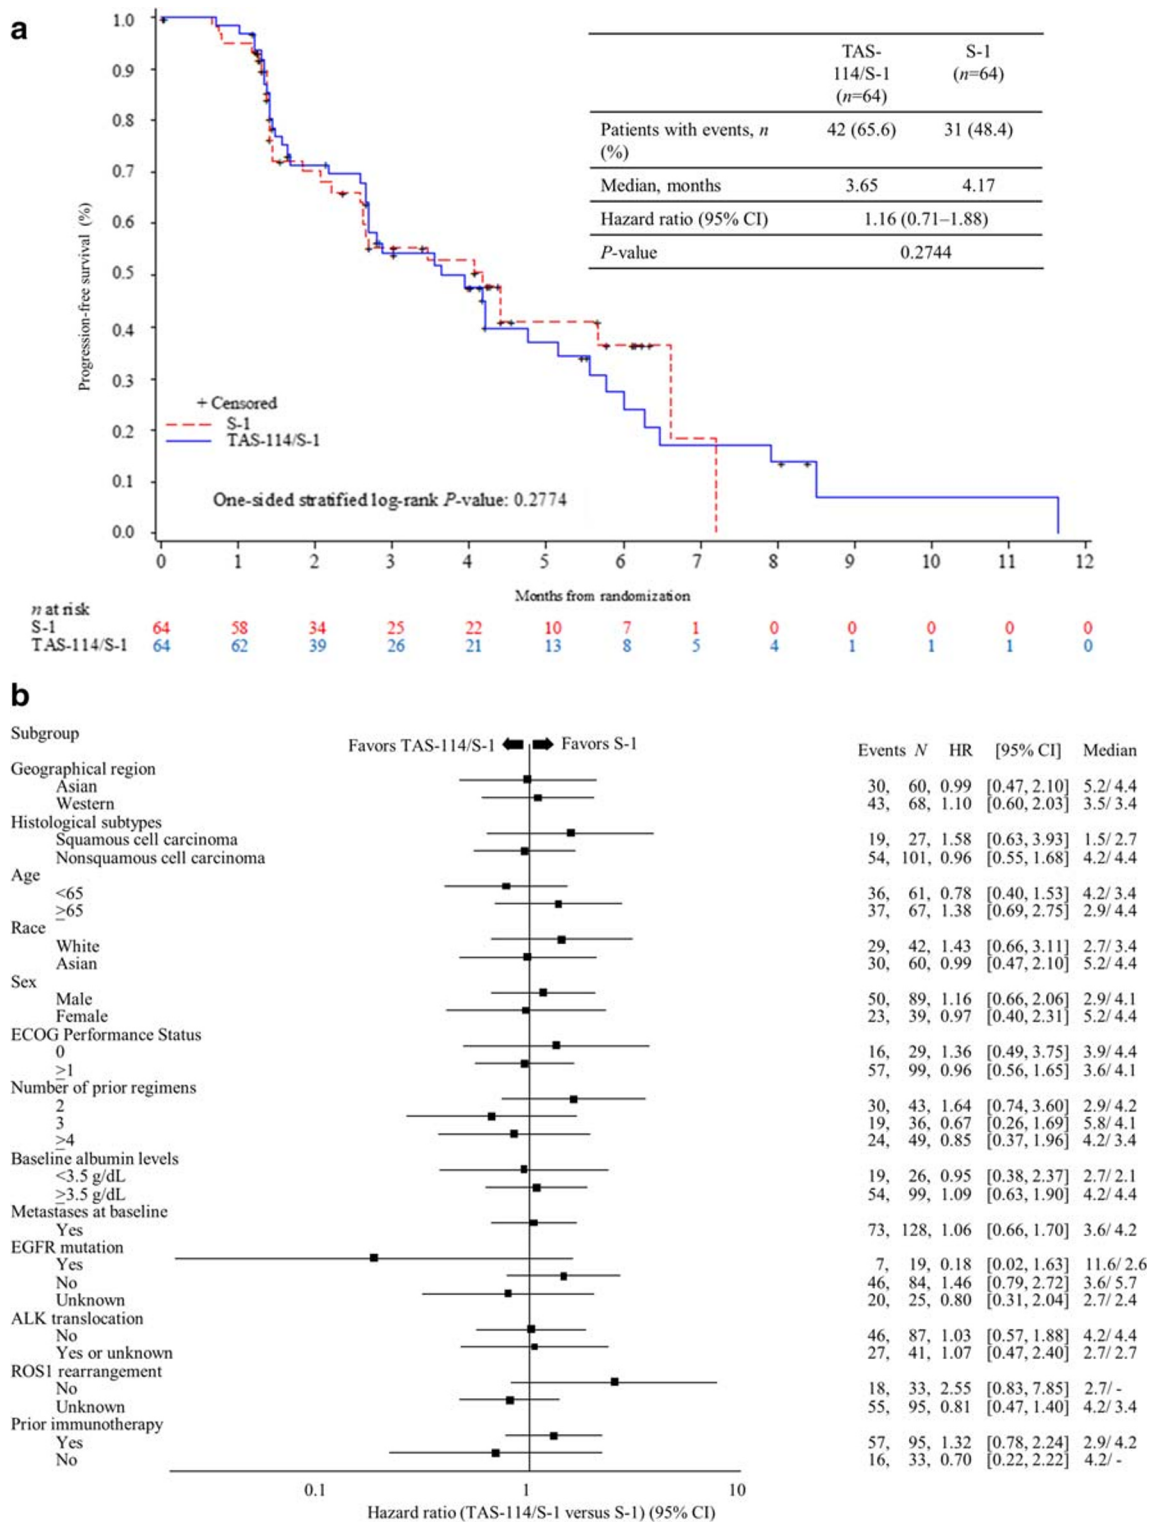 a
TAS-
114/S-1
(n=64)
S-1
(n=64)
Patients with events, n
(%)
42 (65.6)
31 (48.4)
Median, months
3.65
4.17
Hazard ratio (95% CI)
1.16 (0.71–1.88)
P-value
0.2744
Progression-free survival (%)
1.0
0.9
0.8
0.7
0.6
0.5
0.4
0.3
0.2
0.1
0.0
+ Censored
S-1
TAS-114/S-1
One-sided stratified log-rank P-value: 0.2774
0 1 2 3 4 5 6 7 8 9 10 11 12
Months from randomization
n at risk
S-1 64 58 34 25 22 10 7 1 0 0 0 0 0
TAS-114/S-1 64 62 39 26 21 13 8 5 4 1 1 1 0
b
Subgroup
Favors TAS-114/S-1 Favors S-1
Events N HR [95% CI] Median
Geographical region
Asian 30, 60, 0.99 [0.47, 2.10] 5.2/ 4.4
Western 43, 68, 1.10 [0.60, 2.03] 3.5/ 3.4
Histological subtypes
Squamous cell carcinoma 19, 27, 1.58 [0.63, 3.93] 1.5/ 2.7
Nonsquamous cell carcinoma 54, 101, 0.96 [0.55, 1.68] 4.2/ 4.4
Age
<65 36, 61, 0.78 [0.40, 1.53] 4.2/ 3.4
≥65 37, 67, 1.38 [0.69, 2.75] 2.9/ 4.4
Race
White 29, 42, 1.43 [0.66, 3.11] 2.7/ 3.4
Asian 30, 60, 0.99 [0.47, 2.10] 5.2/ 4.4
Sex
Male 50, 89, 1.16 [0.66, 2.06] 2.9/ 4.1
Female 23, 39, 0.97 [0.40, 2.31] 5.2/ 4.4
ECOG Performance Status
0 16, 29, 1.36 [0.49, 3.75] 3.9/ 4.4
≥1 57, 99, 0.96 [0.56, 1.65] 3.6/ 4.1
Number of prior regimens
2 30, 43, 1.64 [0.74, 3.60] 2.9/ 4.2
3 19, 36, 0.67 [0.26, 1.69] 5.8/ 4.1
≥4 24, 49, 0.85 [0.37, 1.96] 4.2/ 3.4
Baseline albumin levels
<3.5 g/dL 19, 26, 0.95 [0.38, 2.37] 2.7/ 2.1
≥3.5 g/dL 54, 99, 1.09 [0.63, 1.90] 4.2/ 4.4
Metastases at baseline
Yes 73, 128, 1.06 [0.66, 1.70] 3.6/ 4.2
EGFR mutation
Yes 7, 19, 0.18 [0.02, 1.63] 11.6/ 2.6
No 46, 84, 1.46 [0.79, 2.72] 3.6/ 5.7
Unknown 20, 25, 0.80 [0.31, 2.04] 2.7/ 2.4
ALK translocation
No 46, 87, 1.03 [0.57, 1.88] 4.2/ 4.4
Yes or unknown 27, 41, 1.07 [0.47, 2.40] 2.7/ 2.7
ROS1 rearrangement
No 18, 33, 2.55 [0.83, 7.85] 2.7/ -
Unknown 55, 95, 0.81 [0.47, 1.40] 4.2/ 3.4
Prior immunotherapy
Yes 57, 95, 1.32 [0.78, 2.24] 2.9/ 4.2
No 16, 33, 0.70 [0.22, 2.22] 4.2/ -
0.1 1 10
Hazard ratio (TAS-114/S-1 versus S-1) (95% CI)